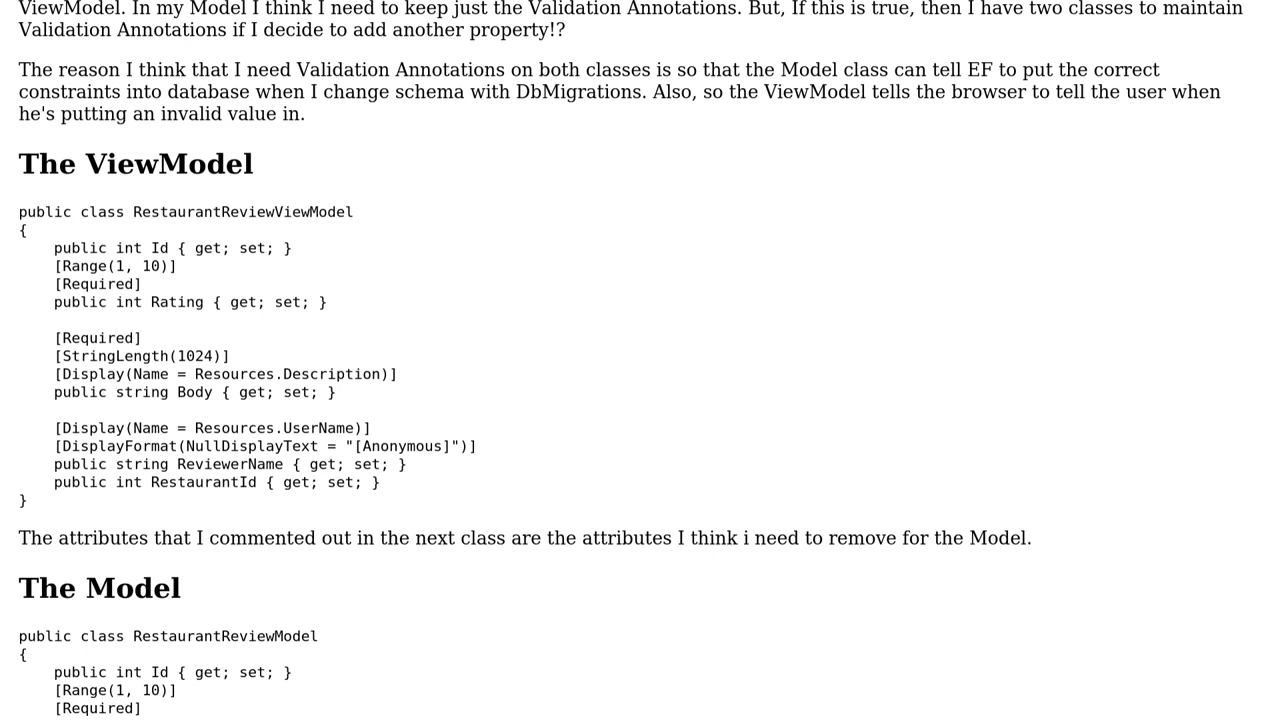 ViewModel. In my Model I think I need to keep just the Validation Annotations. But, If this is true, then I have two classes to maintain
Validation Annotations if I decide to add another property!?
The reason I think that I need Validation Annotations on both classes is so that the Model class can tell EF to put the correct
constraints into database when I change schema with DbMigrations. Also, so the ViewModel tells the browser to tell the user when
he's putting an invalid value in.
The ViewModel
public class RestaurantReviewViewModel
{
    public int Id { get; set; }
    [Range(1, 10)]
    [Required]
    public int Rating { get; set; }

    [Required]
    [StringLength(1024)]
    [Display(Name = Resources.Description)]
    public string Body { get; set; }

    [Display(Name = Resources.UserName)]
    [DisplayFormat(NullDisplayText = "[Anonymous]")]
    public string ReviewerName { get; set; }
    public int RestaurantId { get; set; }
}
The attributes that I commented out in the next class are the attributes I think i need to remove for the Model.
The Model
public class RestaurantReviewModel
{
    public int Id { get; set; }
    [Range(1, 10)]
    [Required]